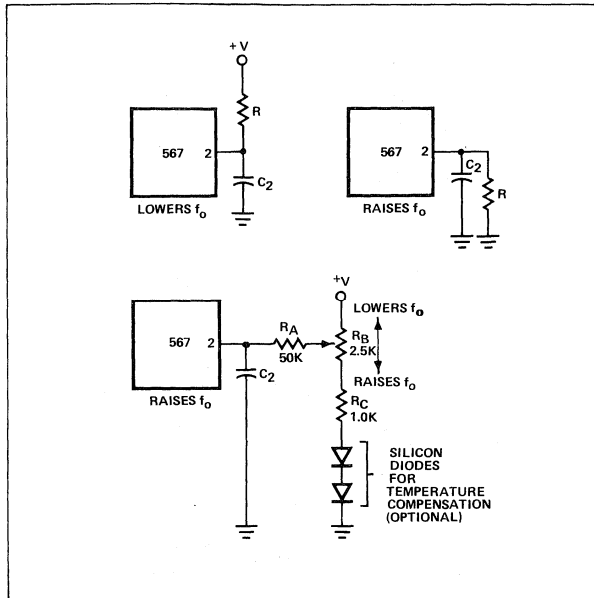 +V
R
567 2
C2
LOWERS fo
567 2
C2
R
RAISES fo
+V
LOWERS fo
RA
50K
RB
2.5K
RAISES fo
567 2
C2
RAISES fo
RC
1.0K
SILICON
DIODES
FOR
TEMPERATURE
COMPENSATION
(OPTIONAL)